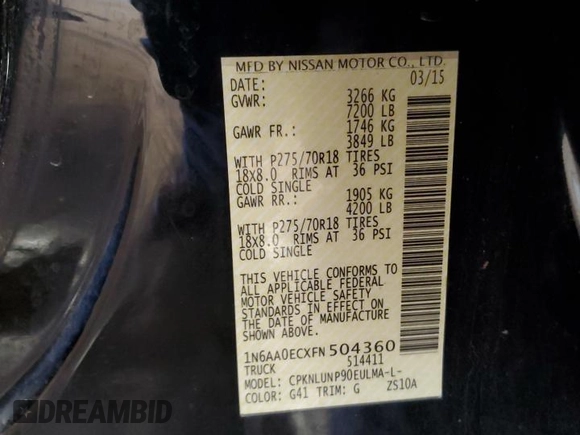 MFD BY NISSAN MOTOR CO., LTD.
DATE: 03/15
GVWR: 3266 KG
7200 LB
GAWR FR.: 1746 KG
3849 LB
WITH P275/70R18 TIRES
18x8.0 RIMS AT 36 PSI
COLD SINGLE
GAWR RR.: 1905 KG
4200 LB
WITH P275/70R18 TIRES
18x8.0 RIMS AT 36 PSI
COLD SINGLE
THIS VEHICLE CONFORMS TO
ALL APPLICABLE FEDERAL
MOTOR VEHICLE SAFETY
STANDARDS IN EFFECT ON
THE DATE OF MANUFACTURE
SHOWN ABOVE.
1N6AA0ECXFN504360
TRUCK 514411
MODEL: CPKNLUNP90EULMA-L-
COLOR: G41 TRIM: G ZS10A
DREAMBID